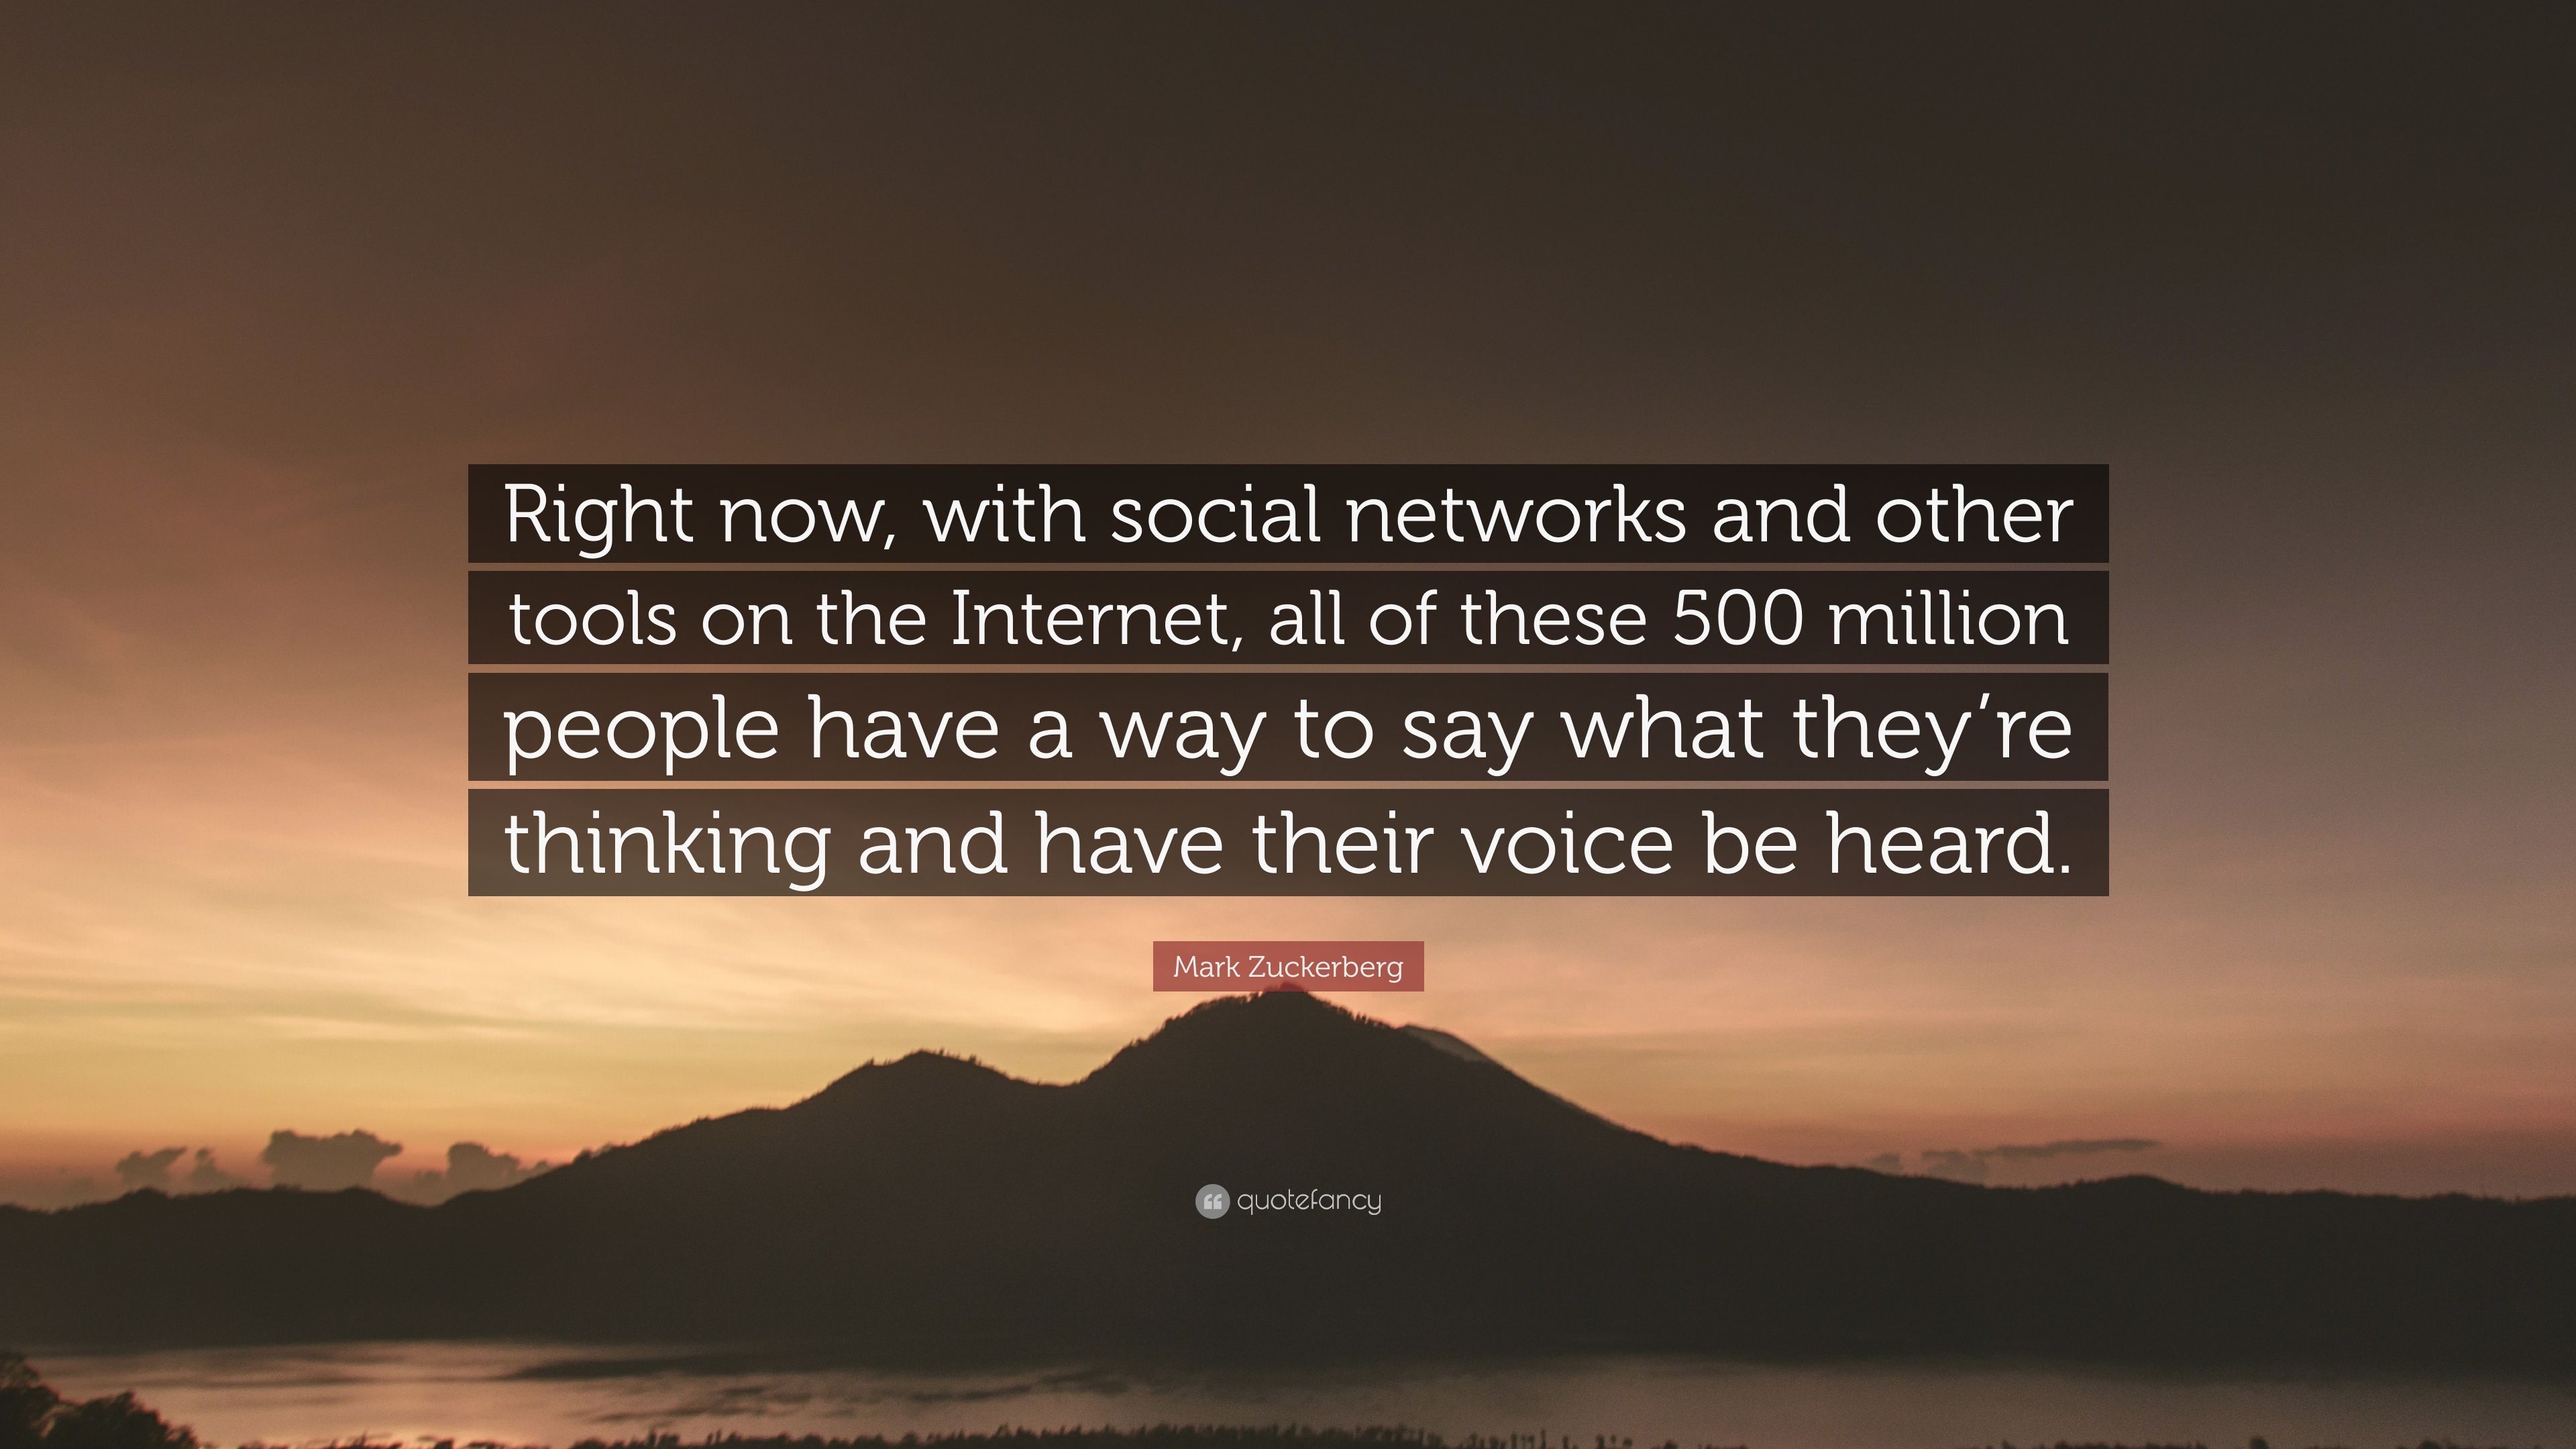 Right now, with social networks and other
tools on the Internet, all of these 500 million
people have a way to say what they’re
thinking and have their voice be heard.
Mark Zuckerberg
quotefancy